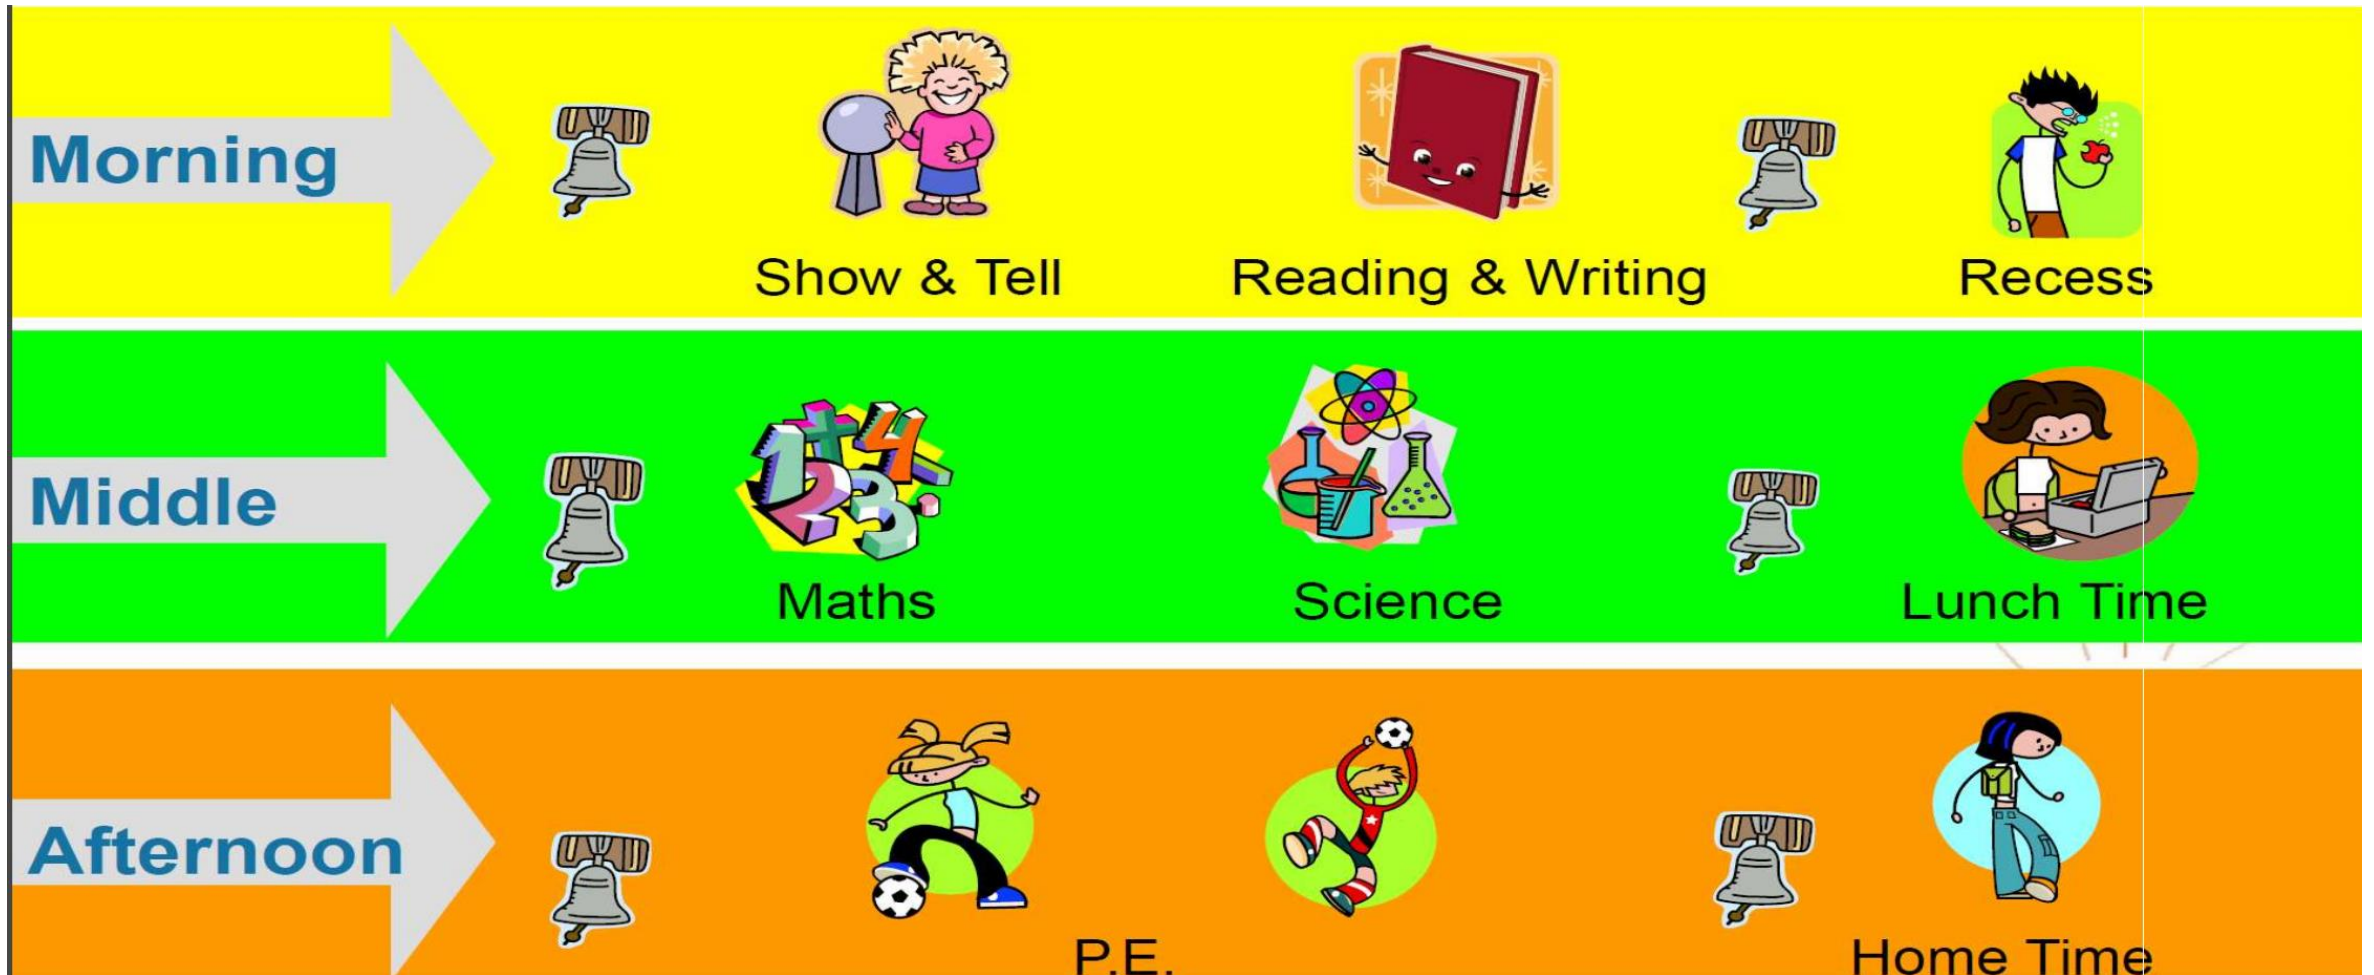 Morning
Show & Tell
Reading & Writing
Recess
Middle
Maths
Science
Lunch Time
Afternoon
P.E.
Home Time